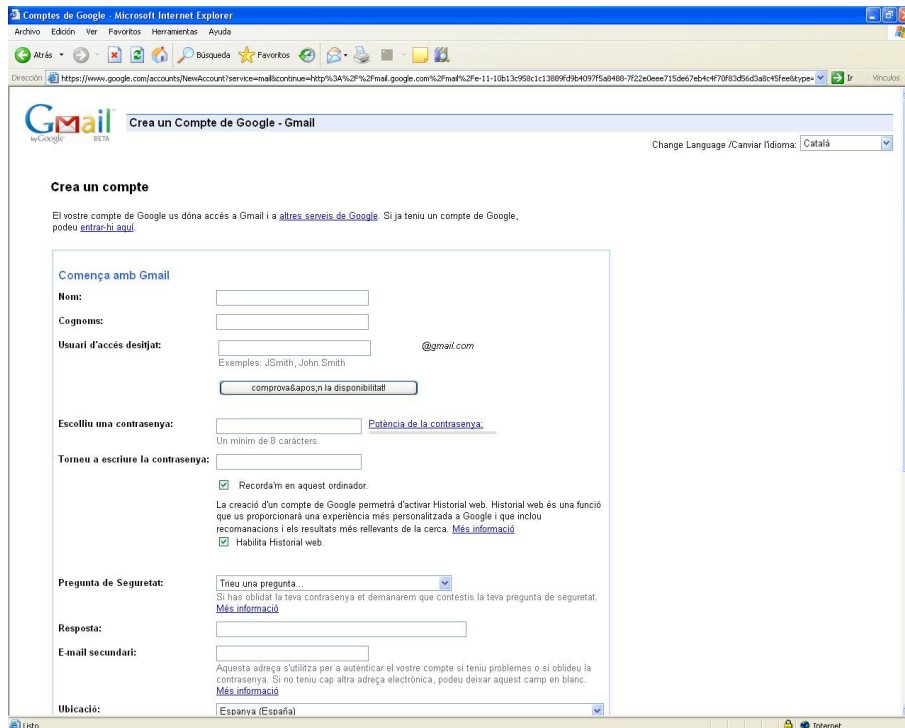 Comptes de Google - Microsoft Internet Explorer
Archivo Edición Ver Favoritos Herramientas Ayuda
Atrás Búsqueda Favoritos
Dirección https://www.google.com/accounts/NewAccount?service=mail&continue=http%3A%2F%2Fmail.google.com%2Fmail%2Fe-11-10b13c958c1c13889fd9b4097f5a8488-7f22e0eee715de67eb4c4f70f83d56d3a8c45fee&type= Ir Vínculos
Gmail by Google BETA
Crea un Compte de Google - Gmail
Change Language /Canviar l'idioma: Català
Crea un compte
El vostre compte de Google us dóna accés a Gmail i a altres serveis de Google. Si ja teniu un compte de Google,
podeu entrar-hi aquí.
Comença amb Gmail
Nom:
Cognoms:
Usuari d'accés desitjat: @gmail.com
Exemples: JSmith, John.Smith
comprova&apos;n la disponibilitat!
Escolliu una contrasenya: Potència de la contrasenya:
Un mínim de 8 caràcters.
Torneu a escriure la contrasenya:
Recorda'm en aquest ordinador.
La creació d'un compte de Google permetrà d'activar Historial web. Historial web és una funció
que us proporcionarà una experiència més personalitzada a Google i que inclou
recomanacions i els resultats més rellevants de la cerca. Més informació
Habilita Historial web.
Pregunta de Seguretat: Trieu una pregunta...
Si has oblidat la teva contrasenya et demanarem que contestis la teva pregunta de seguretat.
Més informació
Resposta:
E-mail secundari:
Aquesta adreça s'utilitza per a autenticar el vostre compte si teniu problemes o si oblideu la
contrasenya. Si no teniu cap altra adreça electrònica, podeu deixar aquest camp en blanc.
Més informació
Ubicació: Espanya (España)
Listo Internet